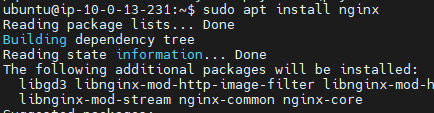 ubuntu@ip-10-0-13-231:~$ sudo apt install nginx
Reading package lists... Done
Building dependency tree
Reading state information... Done
The following additional packages will be installed:
  libgd3 libnginx-mod-http-image-filter libnginx-mod-h
  libnginx-mod-stream nginx-common nginx-core
Suggested packages: